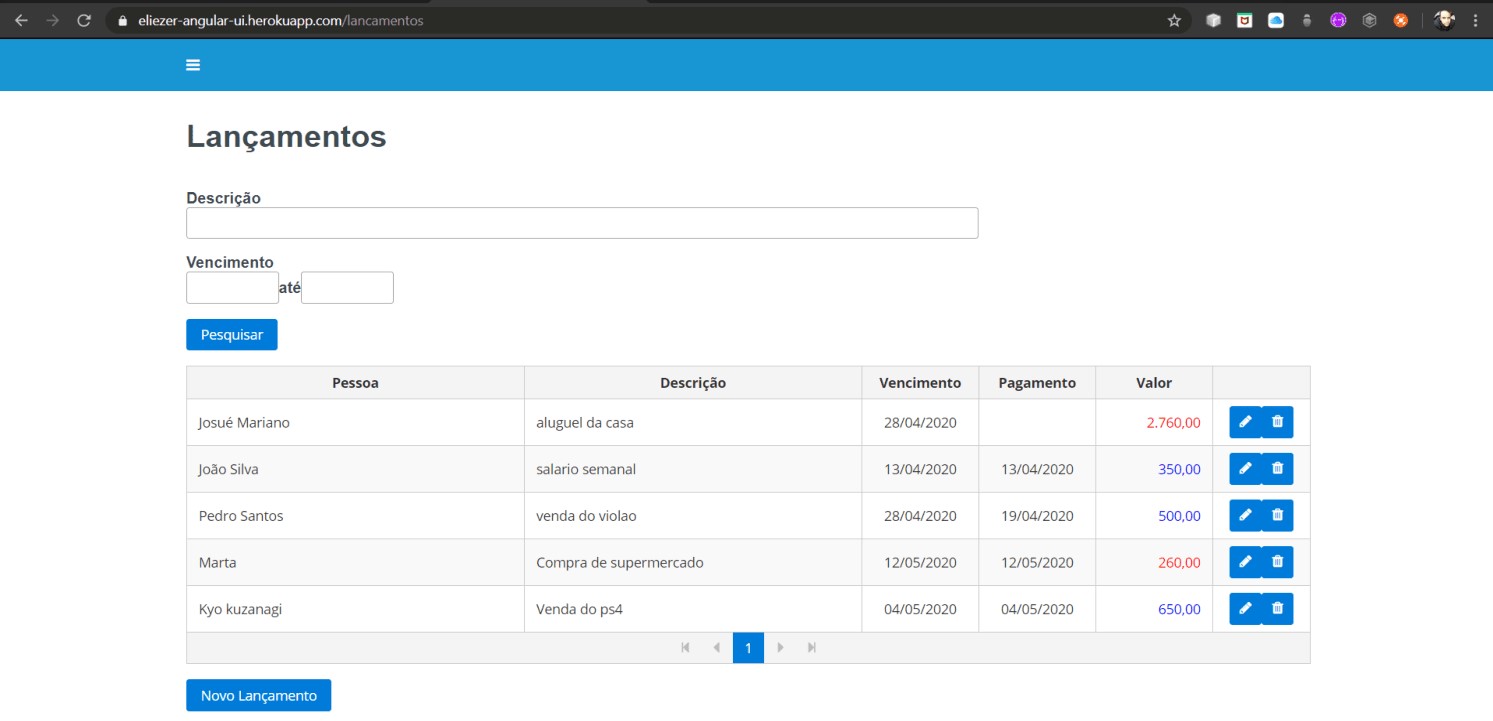 eliezer-angular-ui.herokuapp.com/lancamentos
Lançamentos
Descrição
Vencimento
até
Pesquisar
Pessoa Descrição Vencimento Pagamento Valor
Josué Mariano aluguel da casa 28/04/2020 2.760,00
João Silva salario semanal 13/04/2020 13/04/2020 350,00
Pedro Santos venda do violao 28/04/2020 19/04/2020 500,00
Marta Compra de supermercado 12/05/2020 12/05/2020 260,00
Kyo kuzanagi Venda do ps4 04/05/2020 04/05/2020 650,00
1
Novo Lançamento